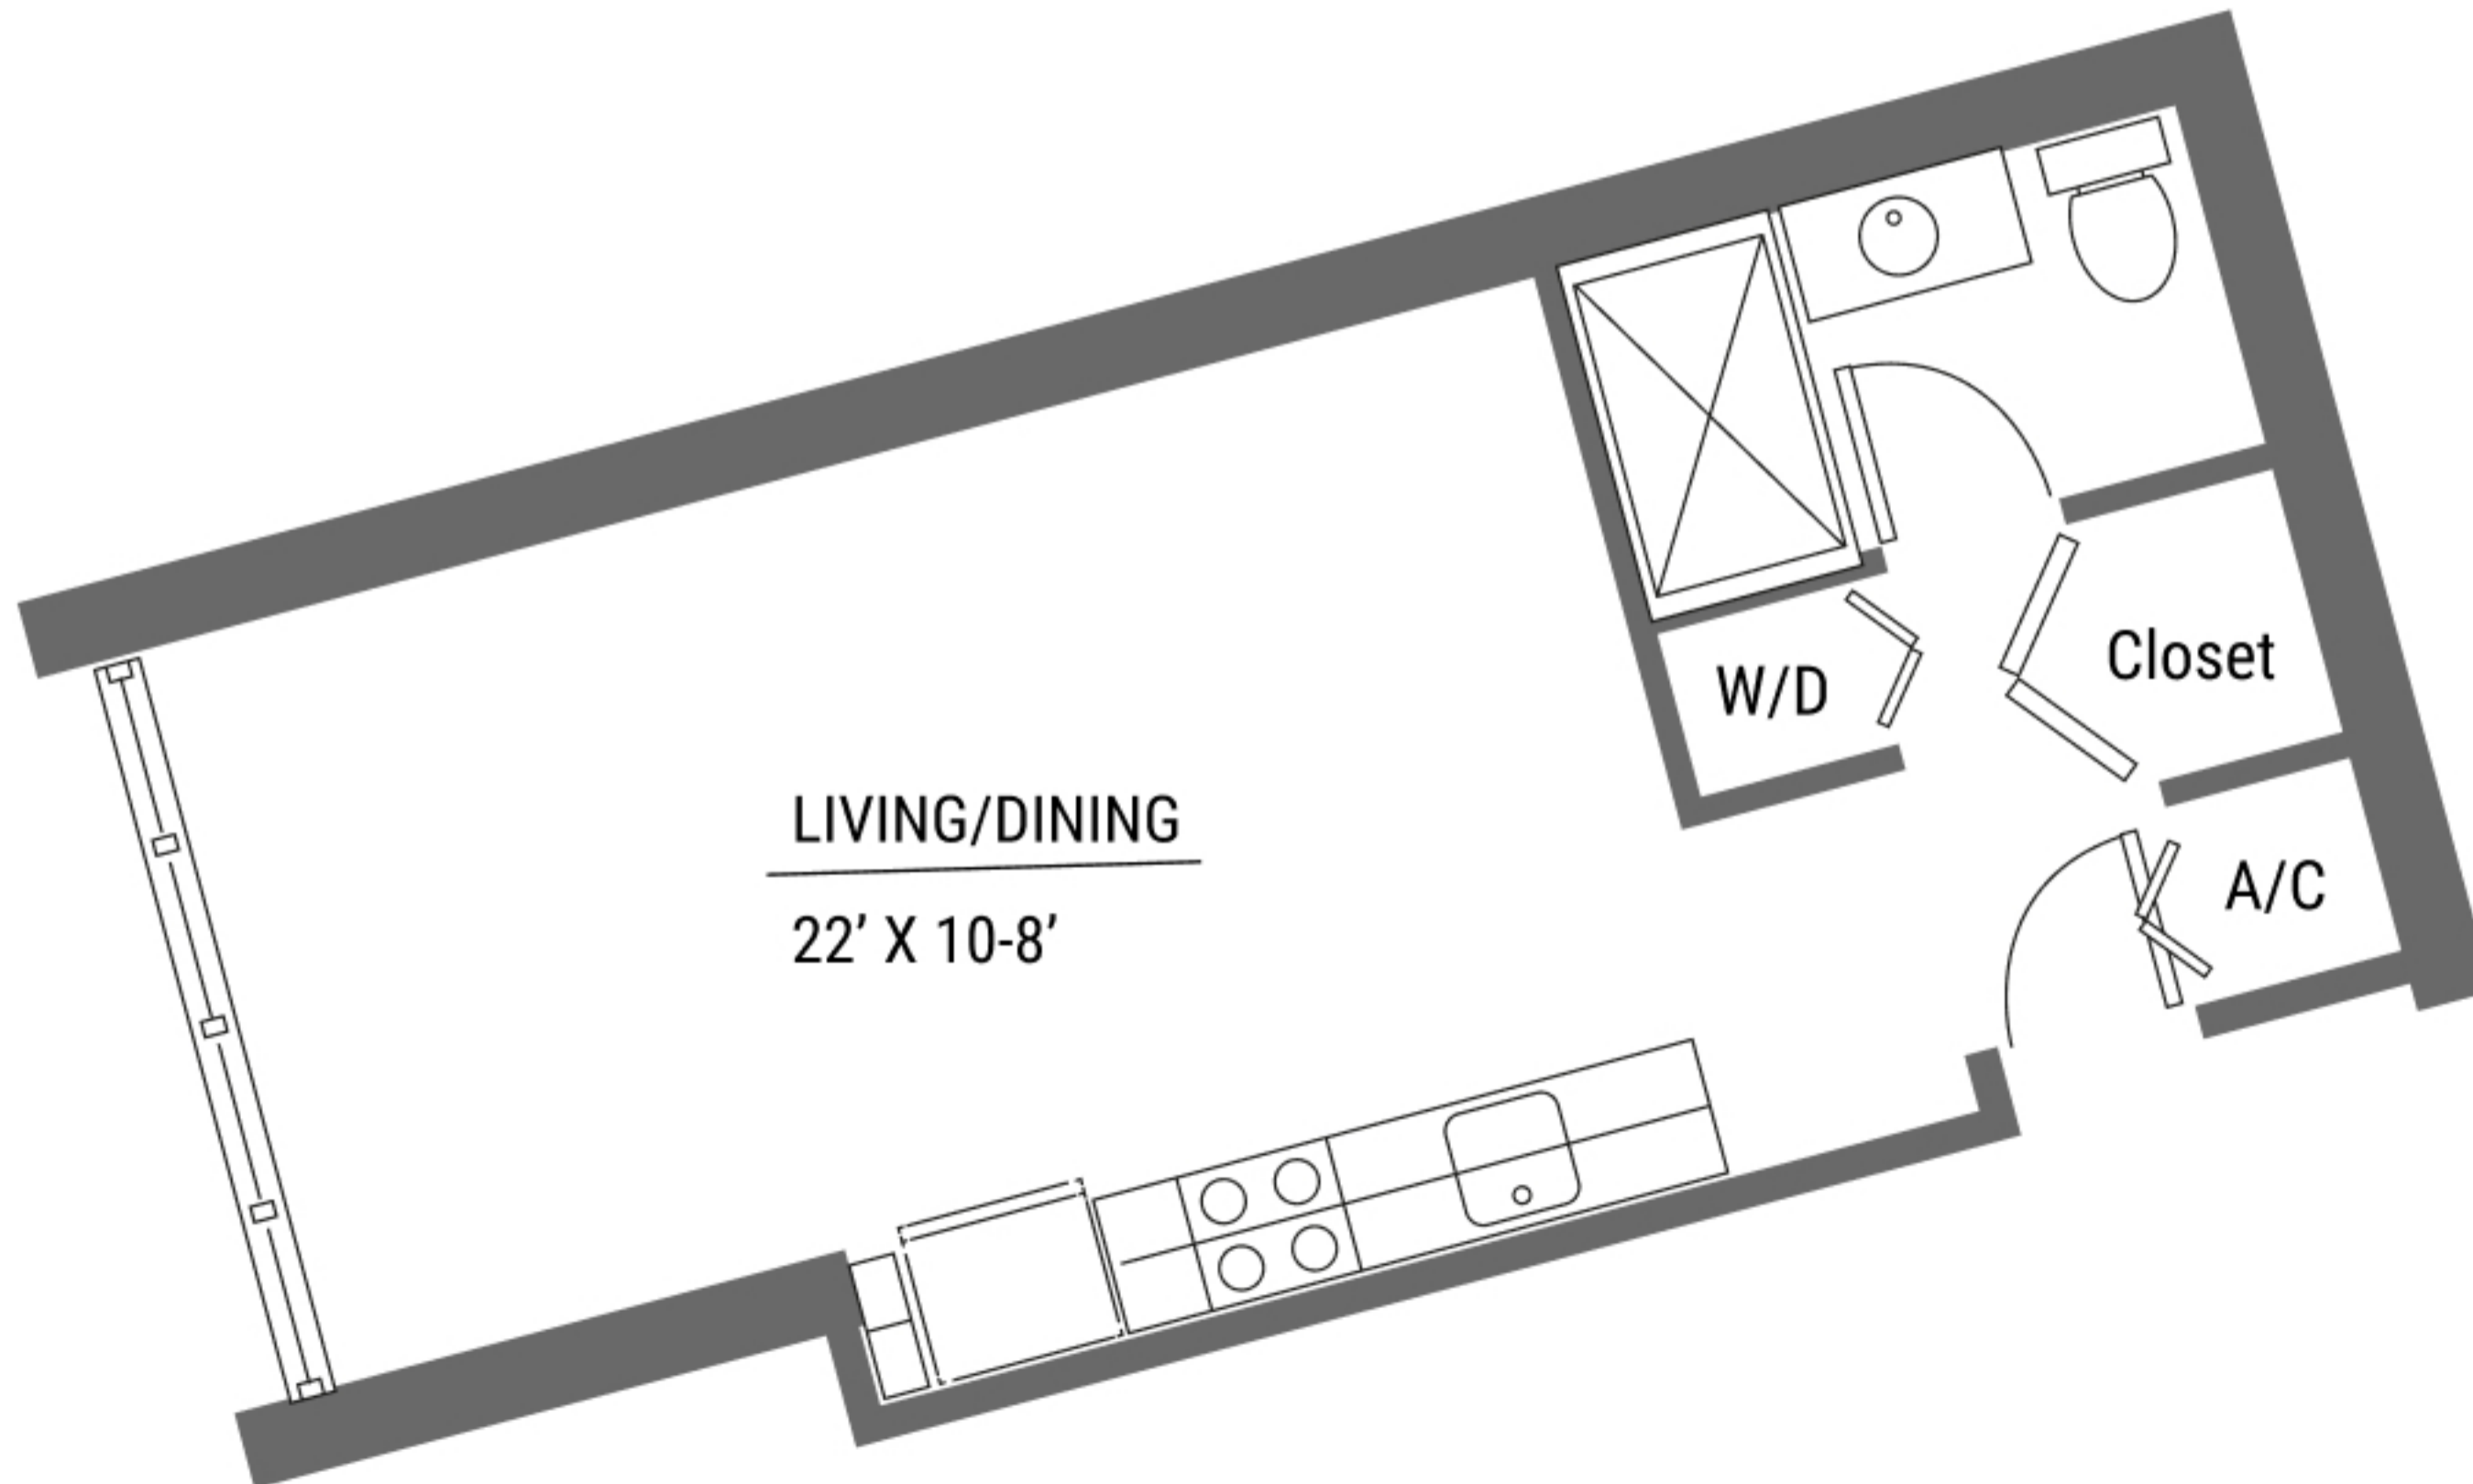 W/D
Closet
LIVING/DINING
22’ X 10-8’
A/C